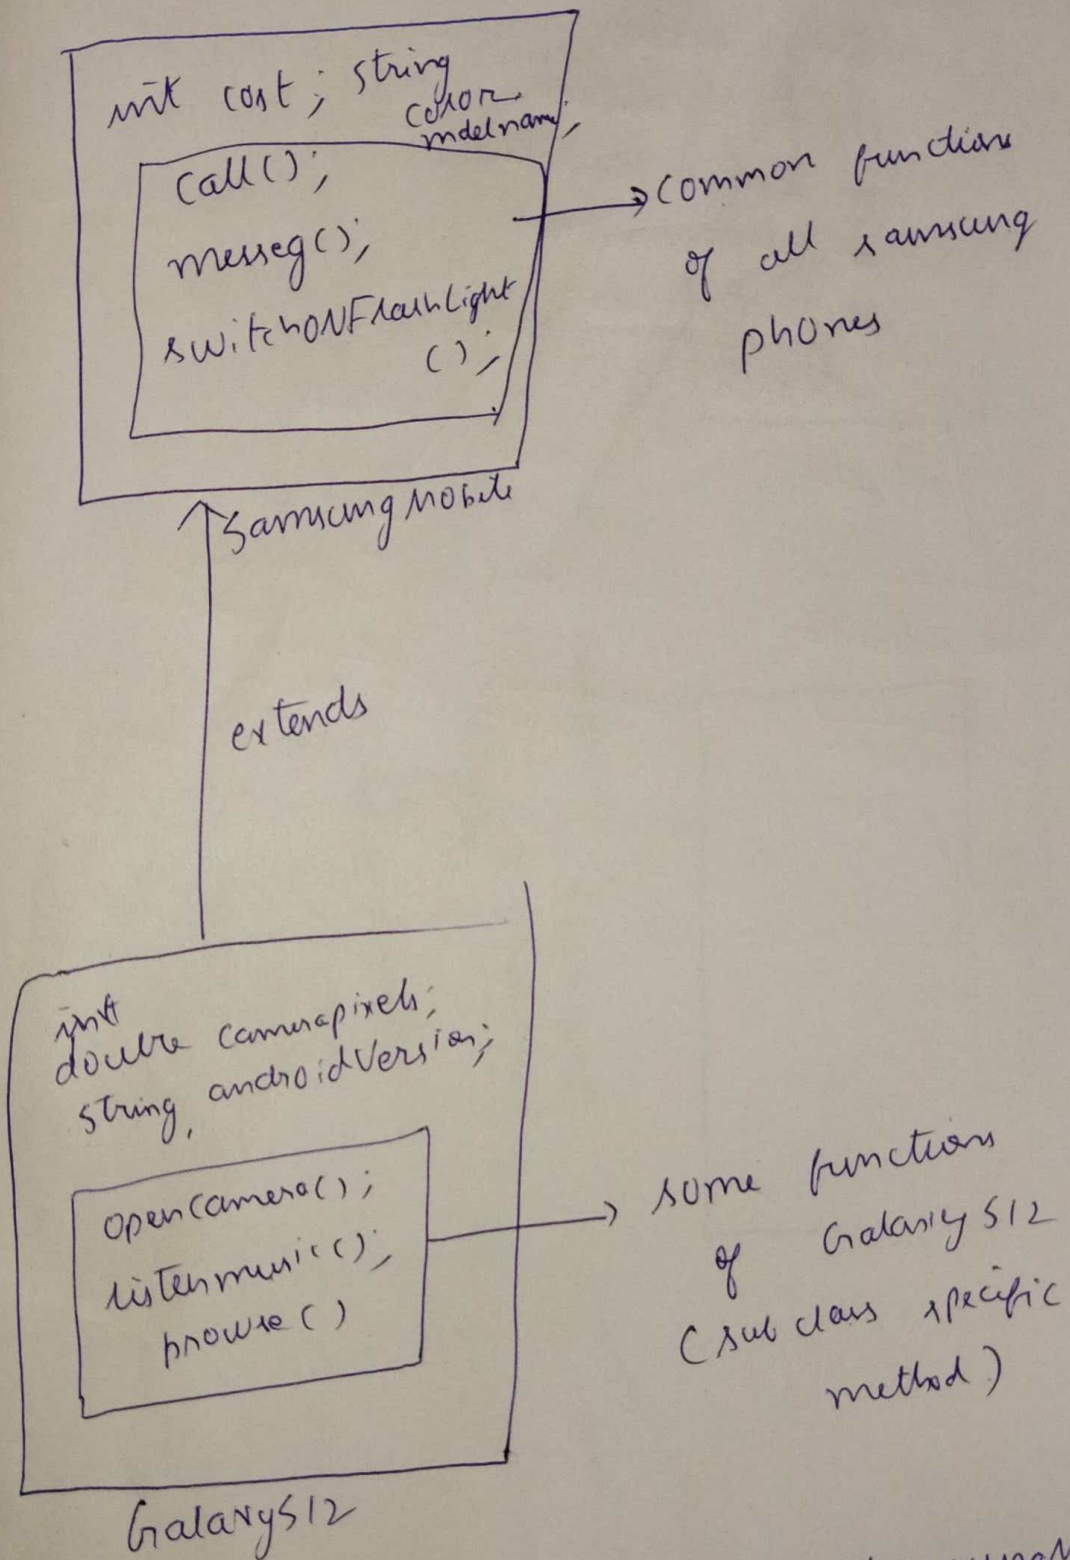 int cost; string
color
mdelname;
call();
messeg();
switchONFlashLight
();
common functions
of all samsung
phones
SamsungMobile
extends
int
double camerapixels;
string, androidVersion;
openCamera();
listenmusic();
browse()
some functions
of GalaxyS12
(sub class specific
method)
GalaxyS12